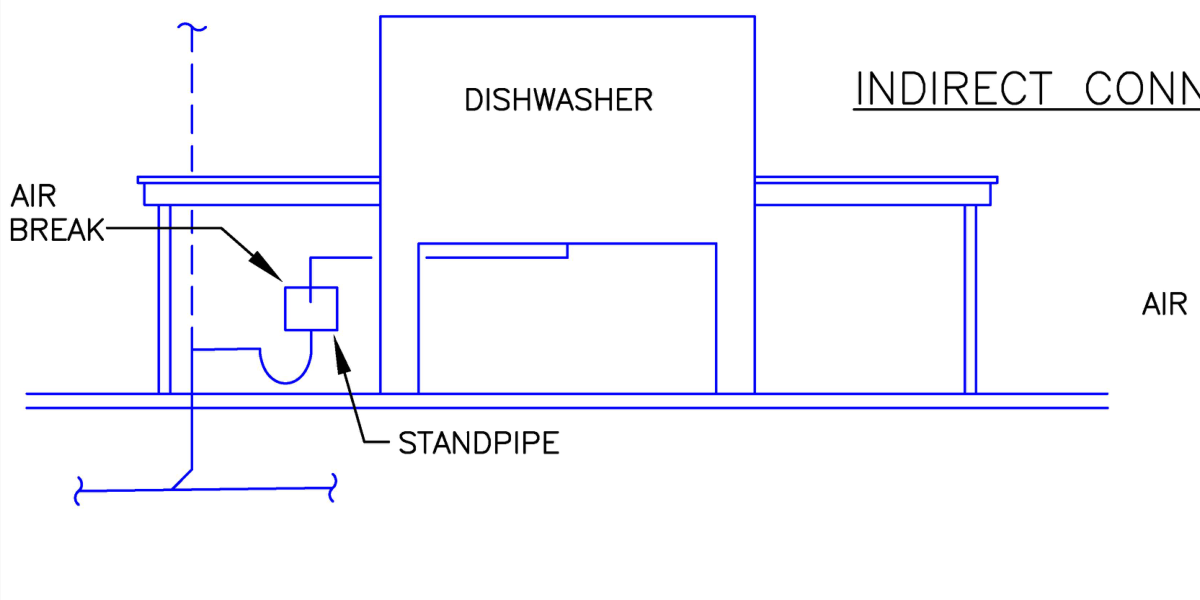 DISHWASHER
INDIRECT CONN
AIR
BREAK
AIR
STANDPIPE